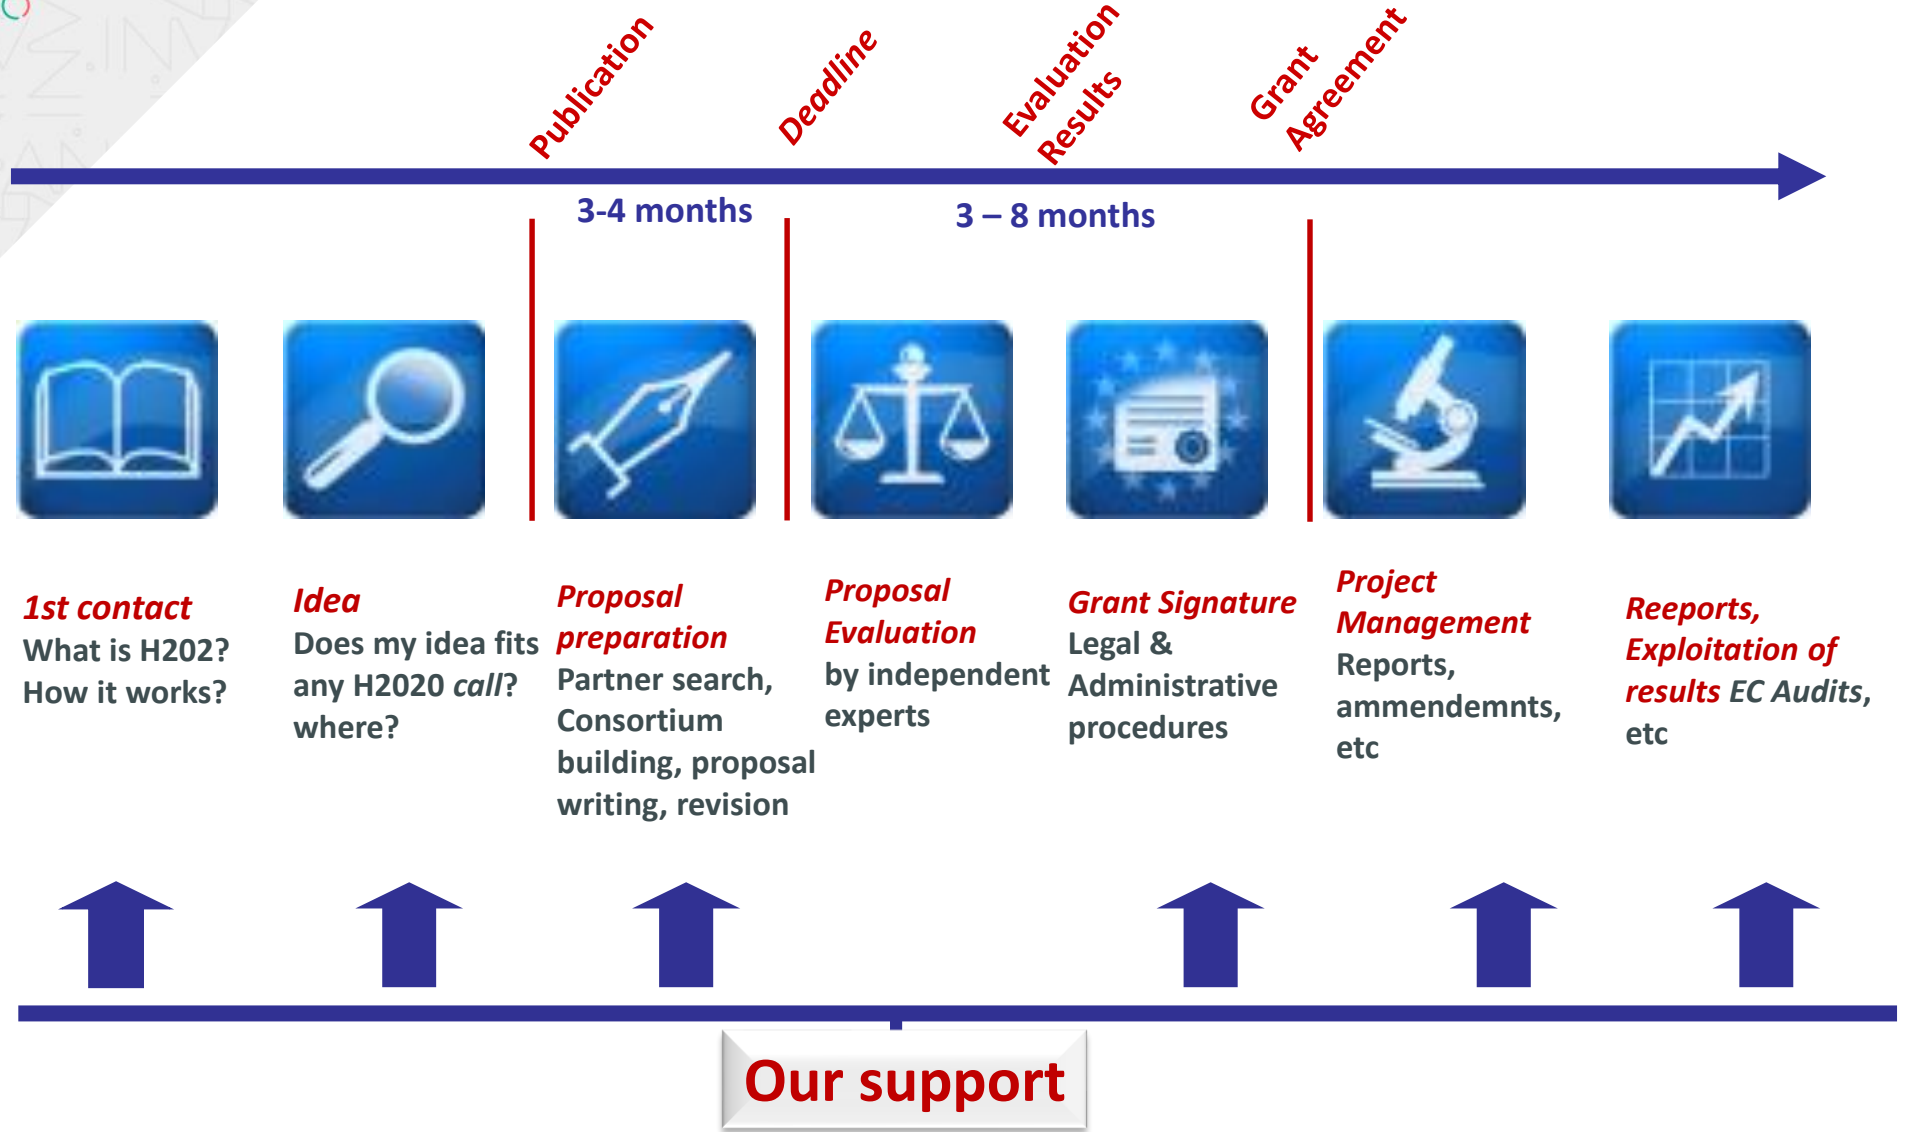 Publication
Deadline
Evaluation
Results
Grant
Agreement
3-4 months
3 – 8 months
1st contact
What is H202?
How it works?
Idea
Does my idea fits
any H2020 call?
where?
Proposal
preparation
Partner search,
Consortium
building, proposal
writing, revision
Proposal
Evaluation
by independent
experts
Grant Signature
Legal &
Administrative
procedures
Project
Management
Reports,
ammendemnts,
etc
Reeports,
Exploitation of
results EC Audits,
etc
Our support